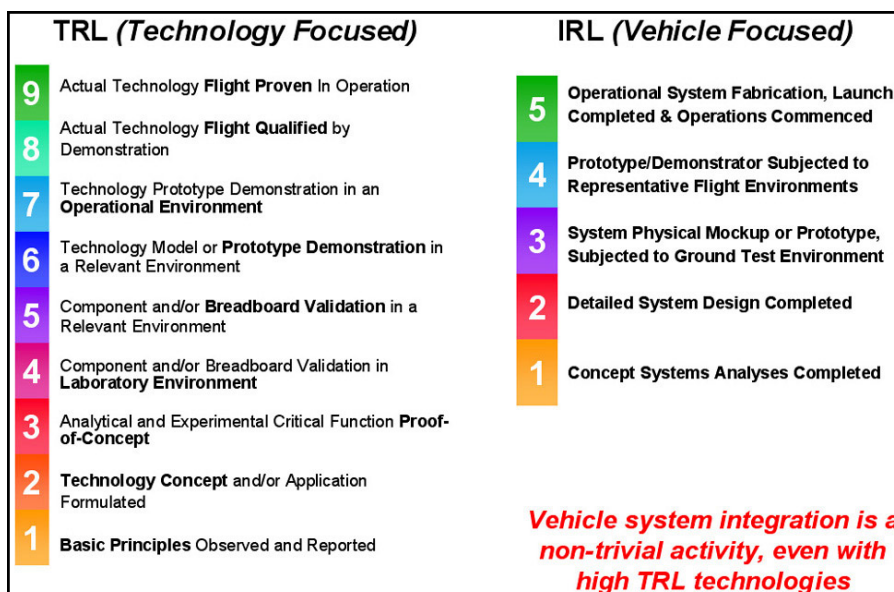 TRL (Technology Focused)
9
Actual Technology Flight Proven In Operation
8
Actual Technology Flight Qualified by
Demonstration
7
Technology Prototype Demonstration in an
Operational Environment
6
Technology Model or Prototype Demonstration in
a Relevant Environment
5
Component and/or Breadboard Validation in a
Relevant Environment
4
Component and/or Breadboard Validation in
Laboratory Environment
3
Analytical and Experimental Critical Function Proof-
of-Concept
2
Technology Concept and/or Application
Formulated
1
Basic Principles Observed and Reported
IRL (Vehicle Focused)
5
Operational System Fabrication, Launch
Completed & Operations Commenced
4
Prototype/Demonstrator Subjected to
Representative Flight Environments
3
System Physical Mockup or Prototype,
Subjected to Ground Test Environment
2
Detailed System Design Completed
1
Concept Systems Analyses Completed
Vehicle system integration is a
non-trivial activity, even with
high TRL technologies